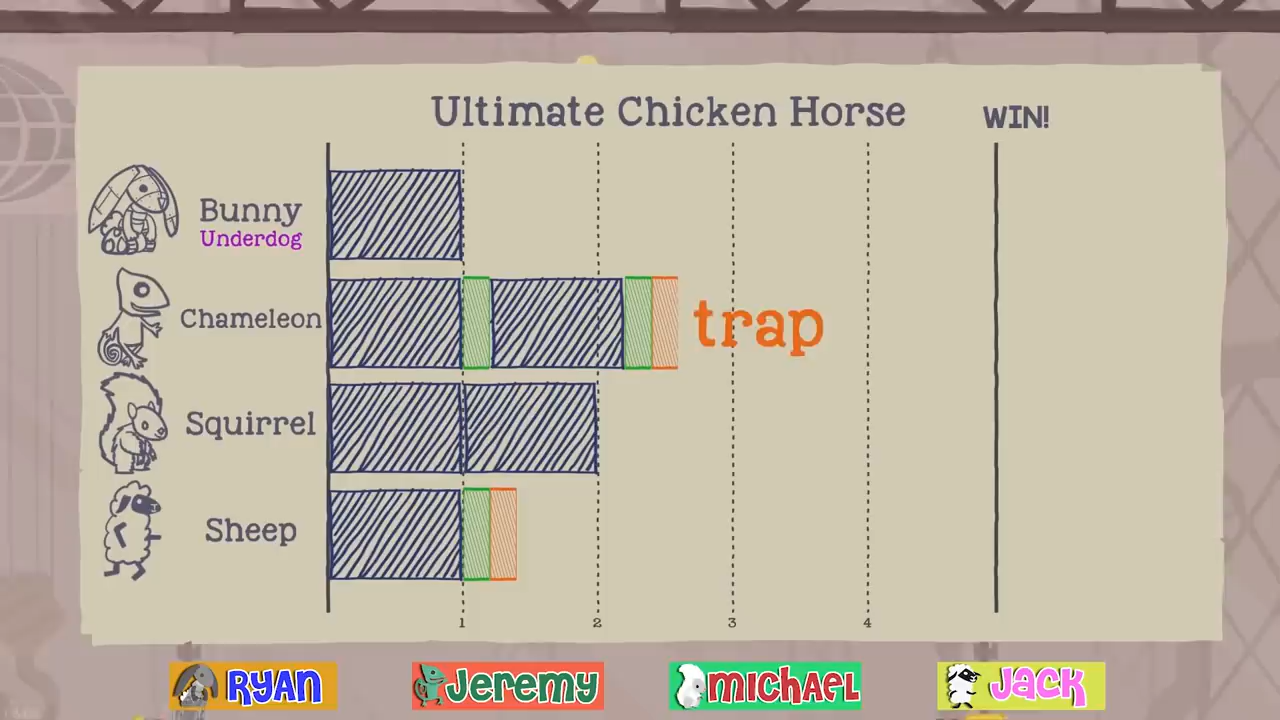 Ultimate Chicken Horse
WIN!
Bunny
Underdog
Chameleon
trap
Squirrel
Sheep
1 2 3 4
RYAN
Jeremy
michael
Jack